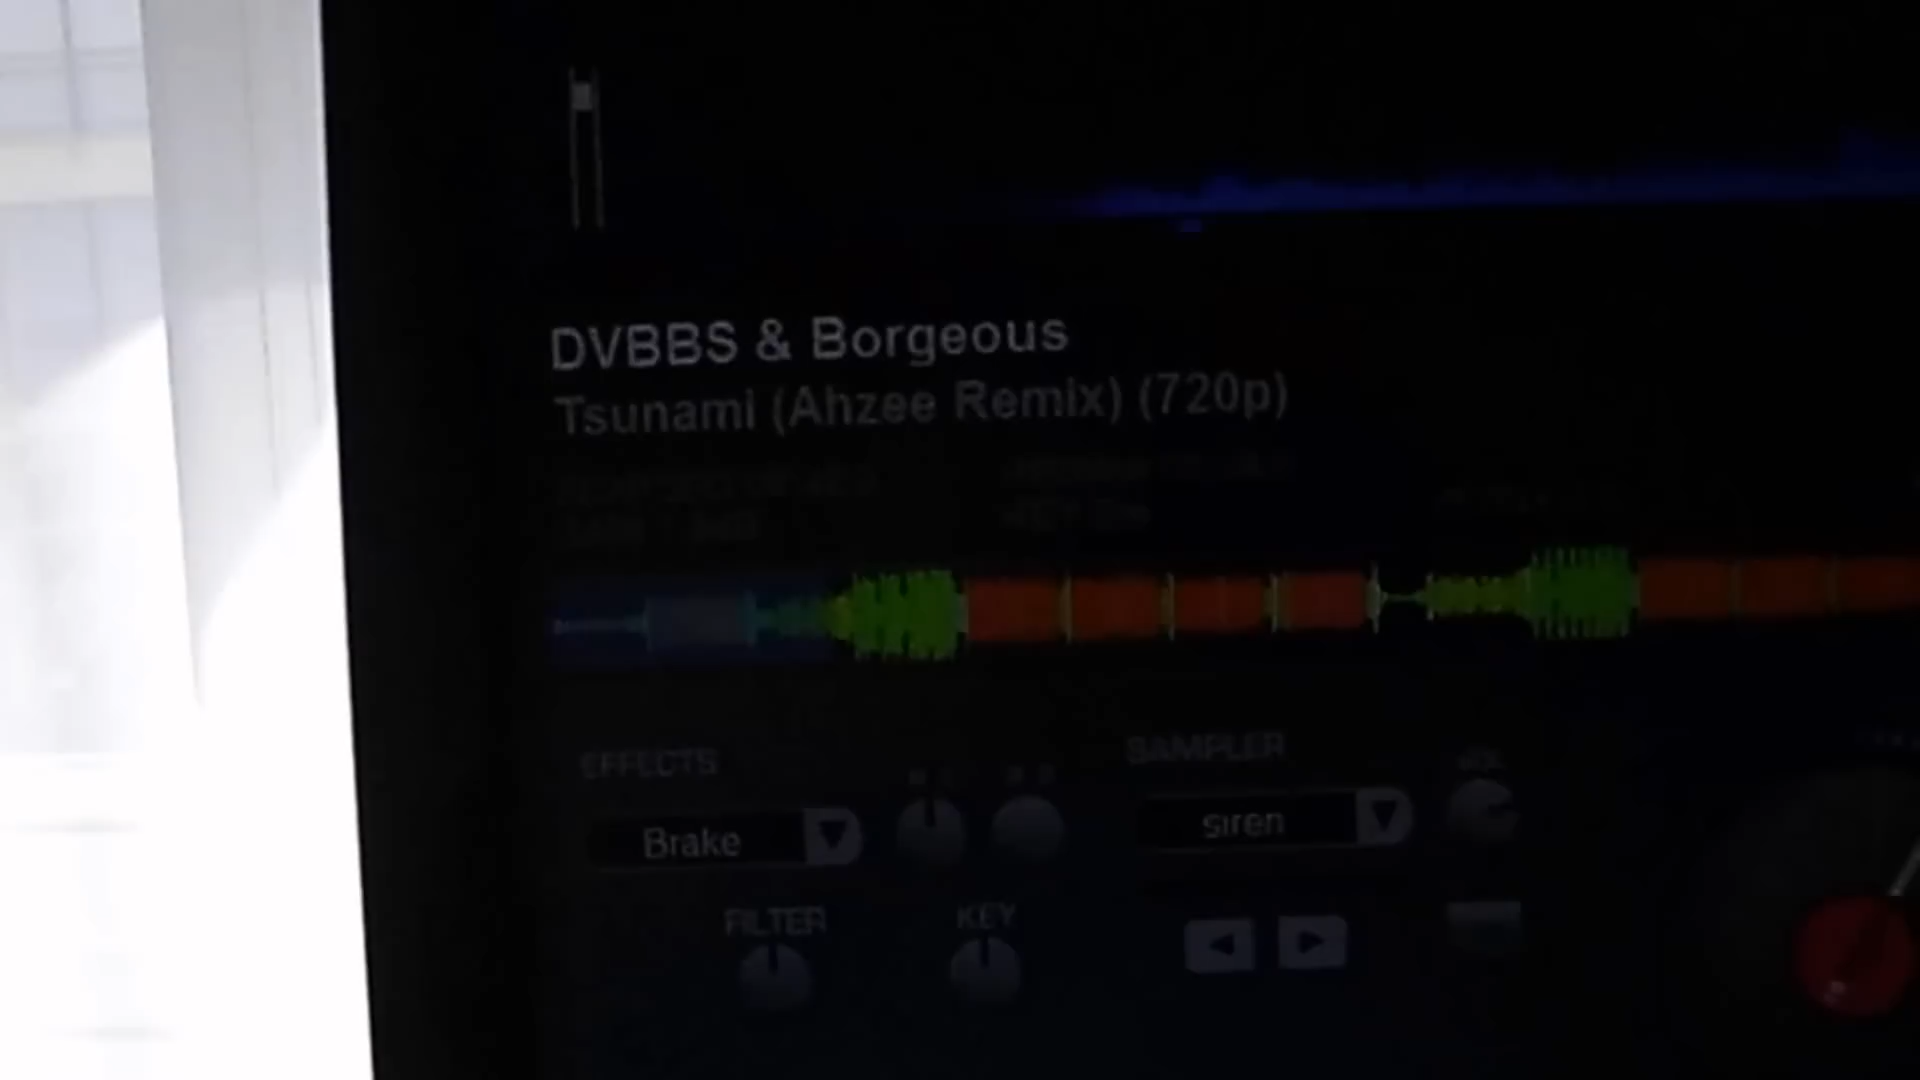 DVBBS & Borgeous
Tsunami (Ahzee Remix) (720p)
EFFECTS
SAMPLER
Brake
siren
FILTER
KEY